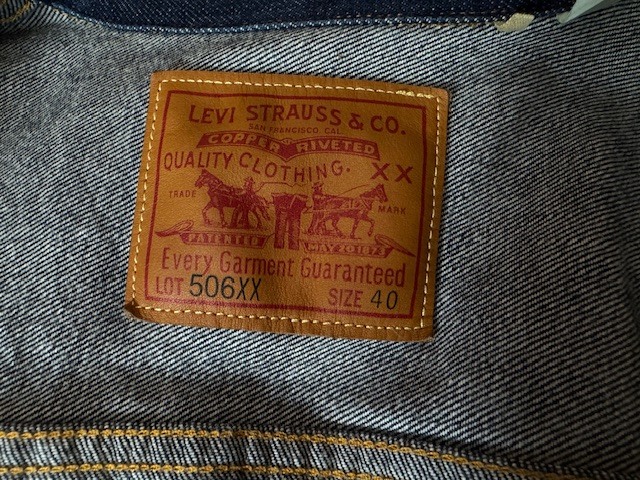 LEVI STRAUSS & CO.
SAN FRANCISCO, CAL.
COPPER RIVETED
QUALITY CLOTHING. XX
TRADE MARK
PATENTED MAY 20 1873
Every Garment Guaranteed
LOT 506XX SIZE 40